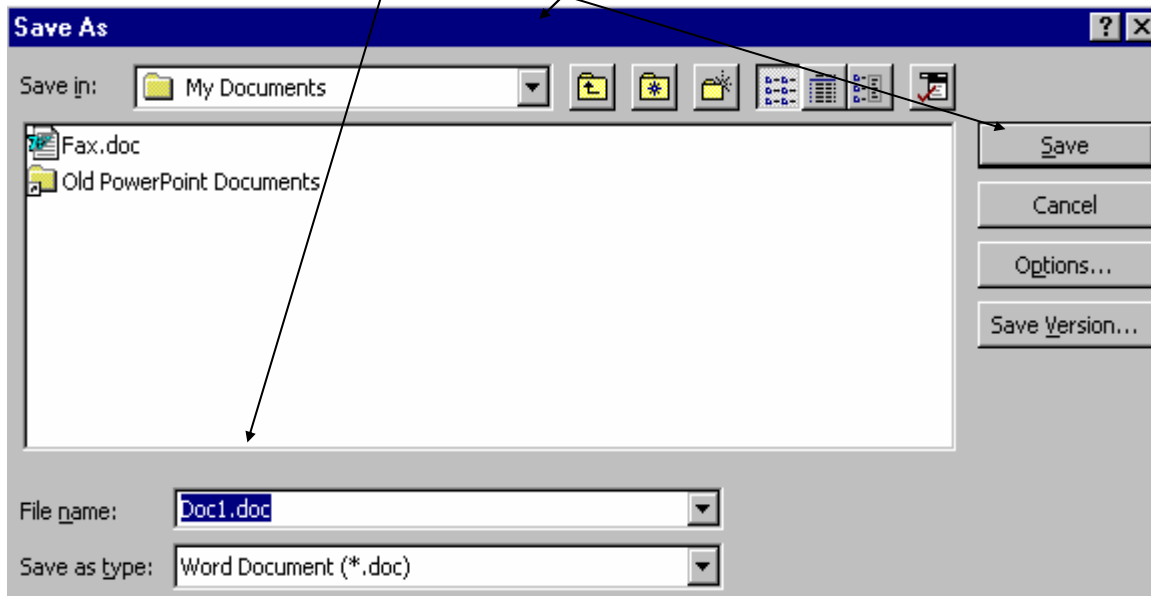 Save As
Save in: My Documents
Fax.doc
Old PowerPoint Documents
Save
Cancel
Options...
Save Version...
File name: Doc1.doc
Save as type: Word Document (*.doc)